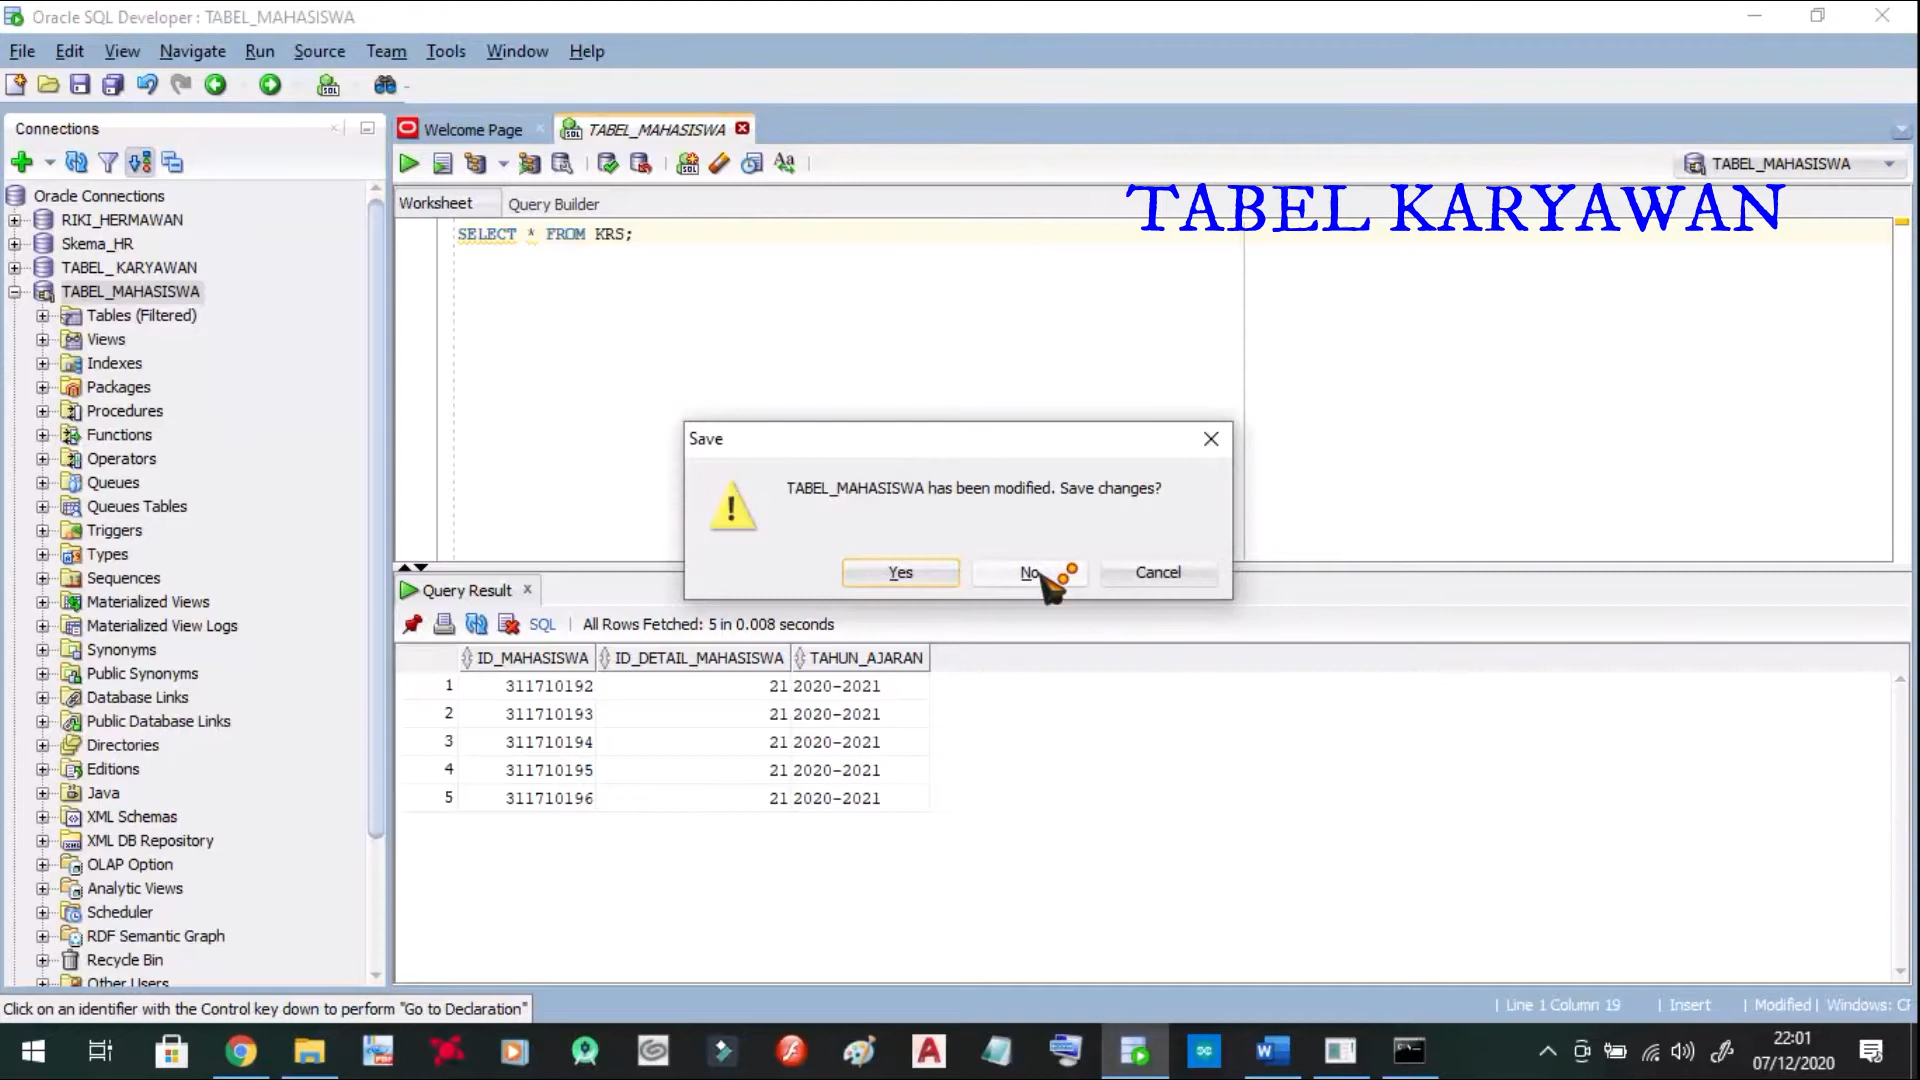 Oracle SQL Developer : TABEL_MAHASISWA
File Edit View Navigate Run Source Team Tools Window Help
Connections
Welcome Page
TABEL_MAHASISWA
TABEL_MAHASISWA
TABEL KARYAWAN
Worksheet Query Builder
SELECT * FROM KRS;
Oracle Connections
RIKI_HERMAWAN
Skema_HR
TABEL_ KARYAWAN
TABEL_MAHASISWA
Tables (Filtered)
Views
Indexes
Packages
Procedures
Functions
Operators
Queues
Queues Tables
Triggers
Types
Sequences
Materialized Views
Materialized View Logs
Synonyms
Public Synonyms
Database Links
Public Database Links
Directories
Editions
Java
XML Schemas
XML DB Repository
OLAP Option
Analytic Views
Scheduler
RDF Semantic Graph
Recycle Bin
Other Users
Save
TABEL_MAHASISWA has been modified. Save changes?
Yes No Cancel
Query Result
SQL | All Rows Fetched: 5 in 0.008 seconds
ID_MAHASISWA ID_DETAIL_MAHASISWA TAHUN_AJARAN
1 311710192 21 2020-2021
2 311710193 21 2020-2021
3 311710194 21 2020-2021
4 311710195 21 2020-2021
5 311710196 21 2020-2021
Click on an identifier with the Control key down to perform "Go to Declaration"
| Line 1 Column 19 | Insert | Modified | Windows: CF
22:01
07/12/2020